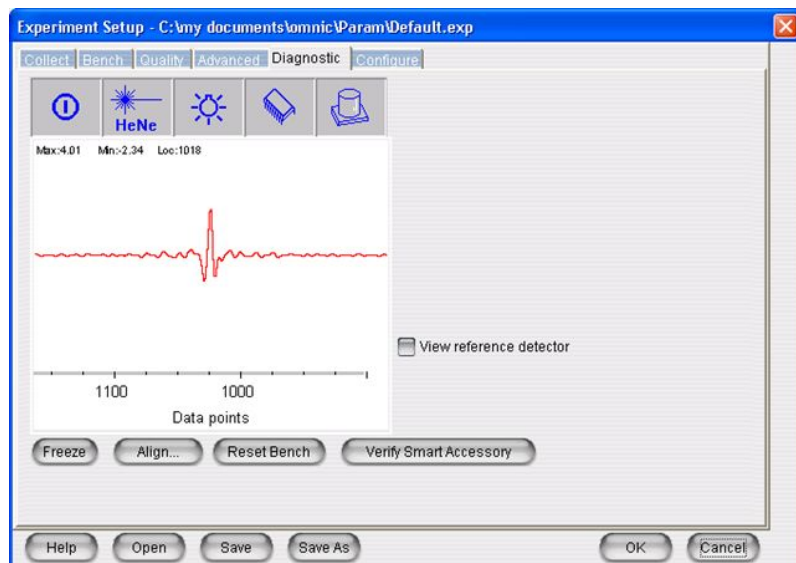 Experiment Setup - C:\my documents\omnic\Param\Default.exp
Collect Bench Quality Advanced Diagnostic Configure
HeNe
Max:4.01 Min:-2.34 Loc:1018
View reference detector
1100 1000
Data points
Freeze Align... Reset Bench Verify Smart Accessory
Help Open Save Save As OK Cancel